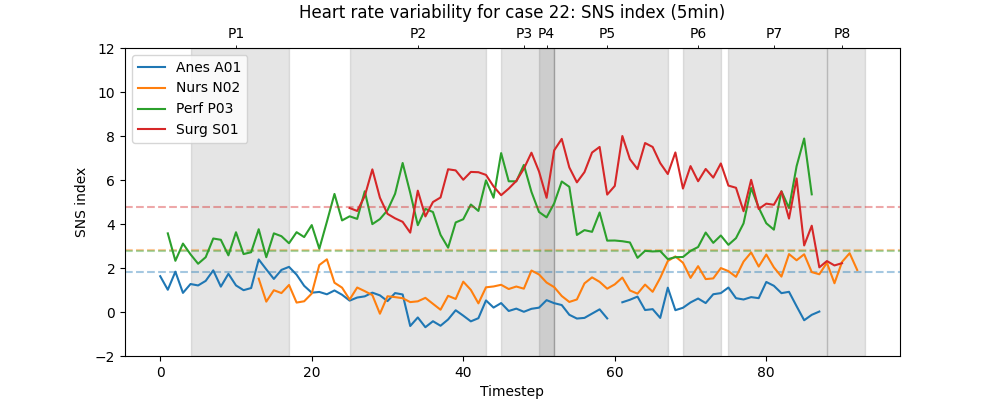 Heart rate variability for case 22: SNS index (5min)
P1 P2 P3 P4 P5 P6 P7 P8
12
10
8
6
4
2
0
−2
SNS index
Anes A01
Nurs N02
Perf P03
Surg S01
0 20 40 60 80
Timestep